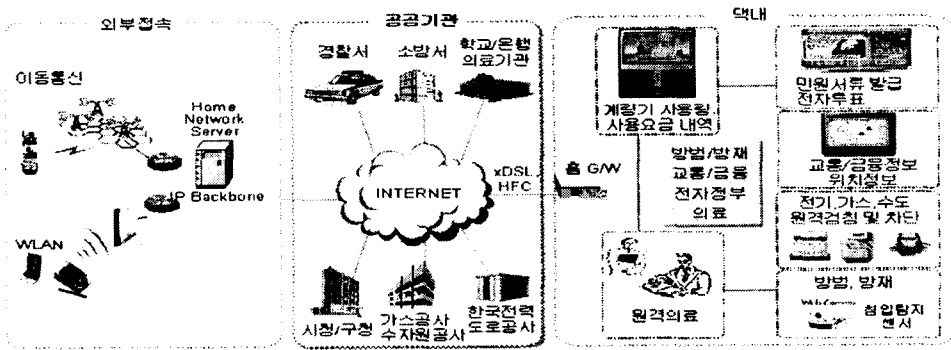 외부접속
이동통신
Home
Network
Server
IP Backbone
WLAN
공공기관
경찰서
소방서
학교/은행
의료기관
INTERNET
xDSL
HFC
시청/구청
가스공사
수자원공사
한국전력
도로공사
댁내
홈 G/W
계량기 사용량
사용요금 내역
방범/방재
교통/금융
전자정부
의료
원격의료
민원서류 발급
전자투표
교통/금융정보
위치정보
전기,가스,수도
원격검침 및 차단
방범, 방재
침입탐지
센서